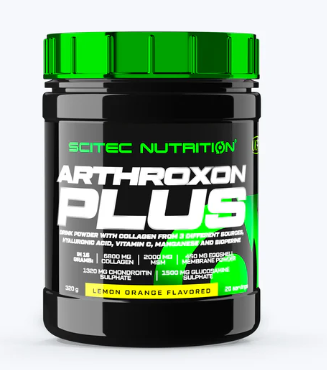 SCITEC NUTRITION
ARTHROXON
PLUS
DRINK POWDER WITH COLLAGEN FROM 3 DIFFERENT SOURCES,
HYALURONIC ACID, VITAMIN C, MANGANESE AND BIOPERINE
IN 16 GRAMS: 6800 MG COLLAGEN 2000 MG MSM 450 MG EGGSHELL MEMBRANE POWDER
1320 MG CHONDROITIN SULPHATE 1500 MG GLUCOSAMINE SULPHATE
320 g LEMON ORANGE FLAVORED 20 servings